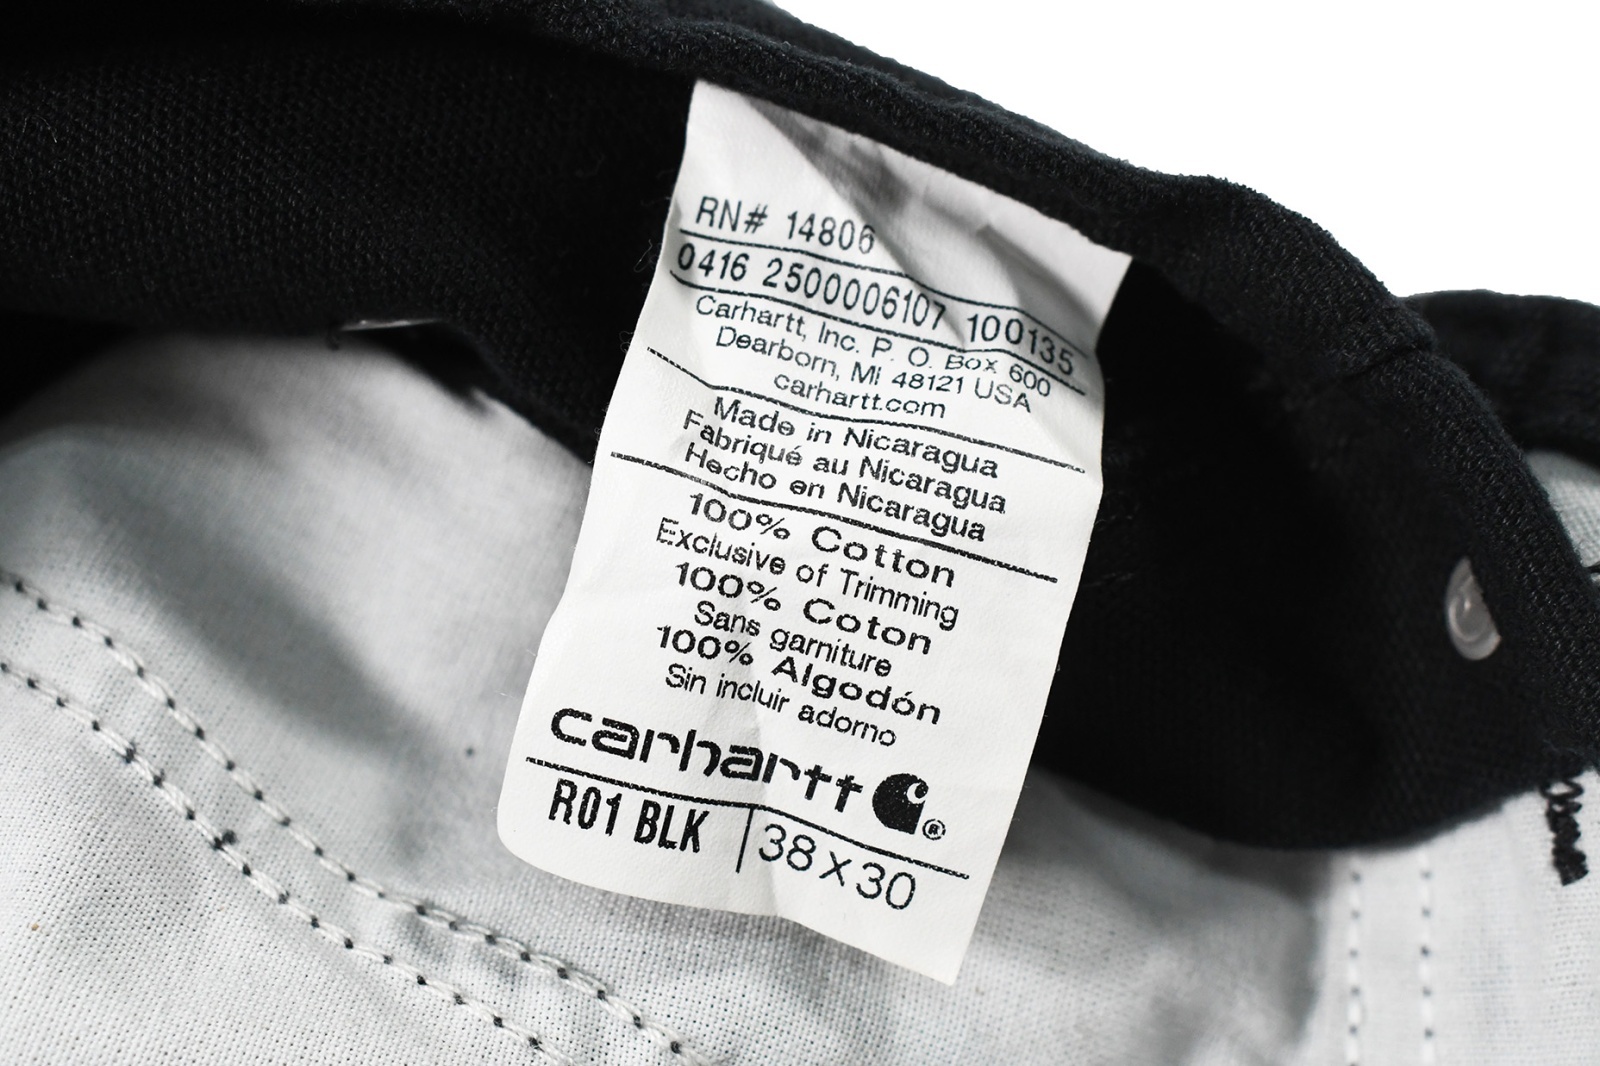 RN# 14806
0416 2500006107 100135
Carhartt, Inc. P. O. Box 600
Dearborn, MI 48121 USA
carhartt.com
Made in Nicaragua
Fabriqué au Nicaragua
Hecho en Nicaragua
100% Cotton
Exclusive of Trimming
100% Coton
Sans garniture
100% Algodón
Sin incluir adorno
carhartt ®
R01 BLK 38 x 30